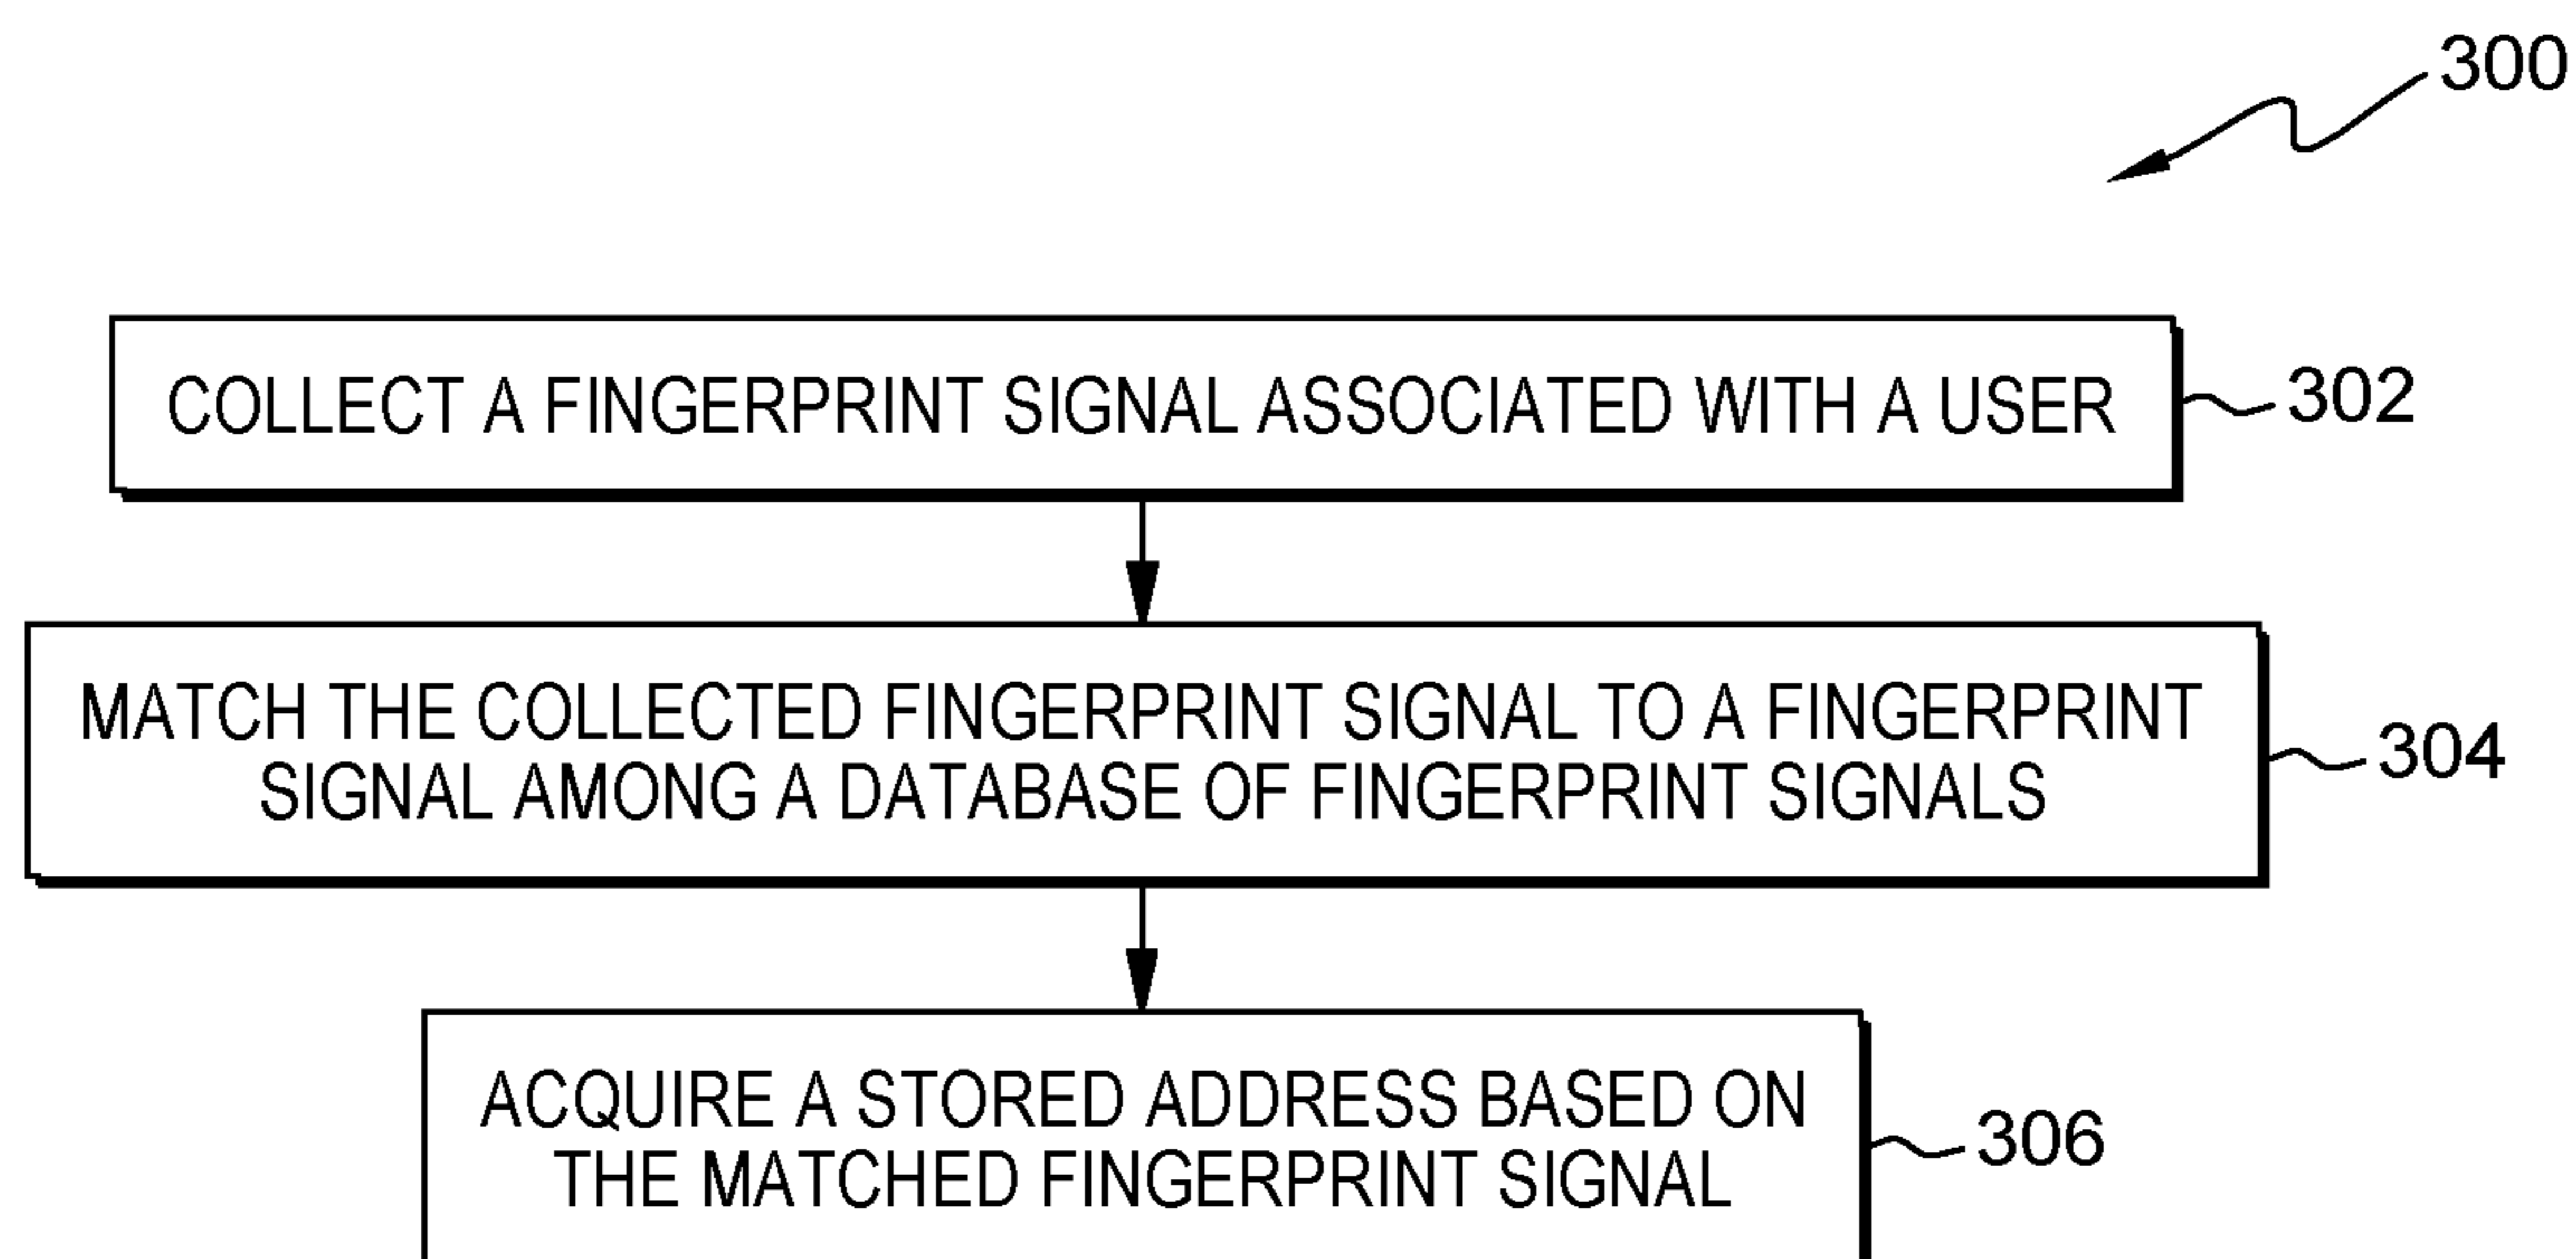 300
COLLECT A FINGERPRINT SIGNAL ASSOCIATED WITH A USER
302
MATCH THE COLLECTED FINGERPRINT SIGNAL TO A FINGERPRINT
SIGNAL AMONG A DATABASE OF FINGERPRINT SIGNALS
304
ACQUIRE A STORED ADDRESS BASED ON
THE MATCHED FINGERPRINT SIGNAL
306